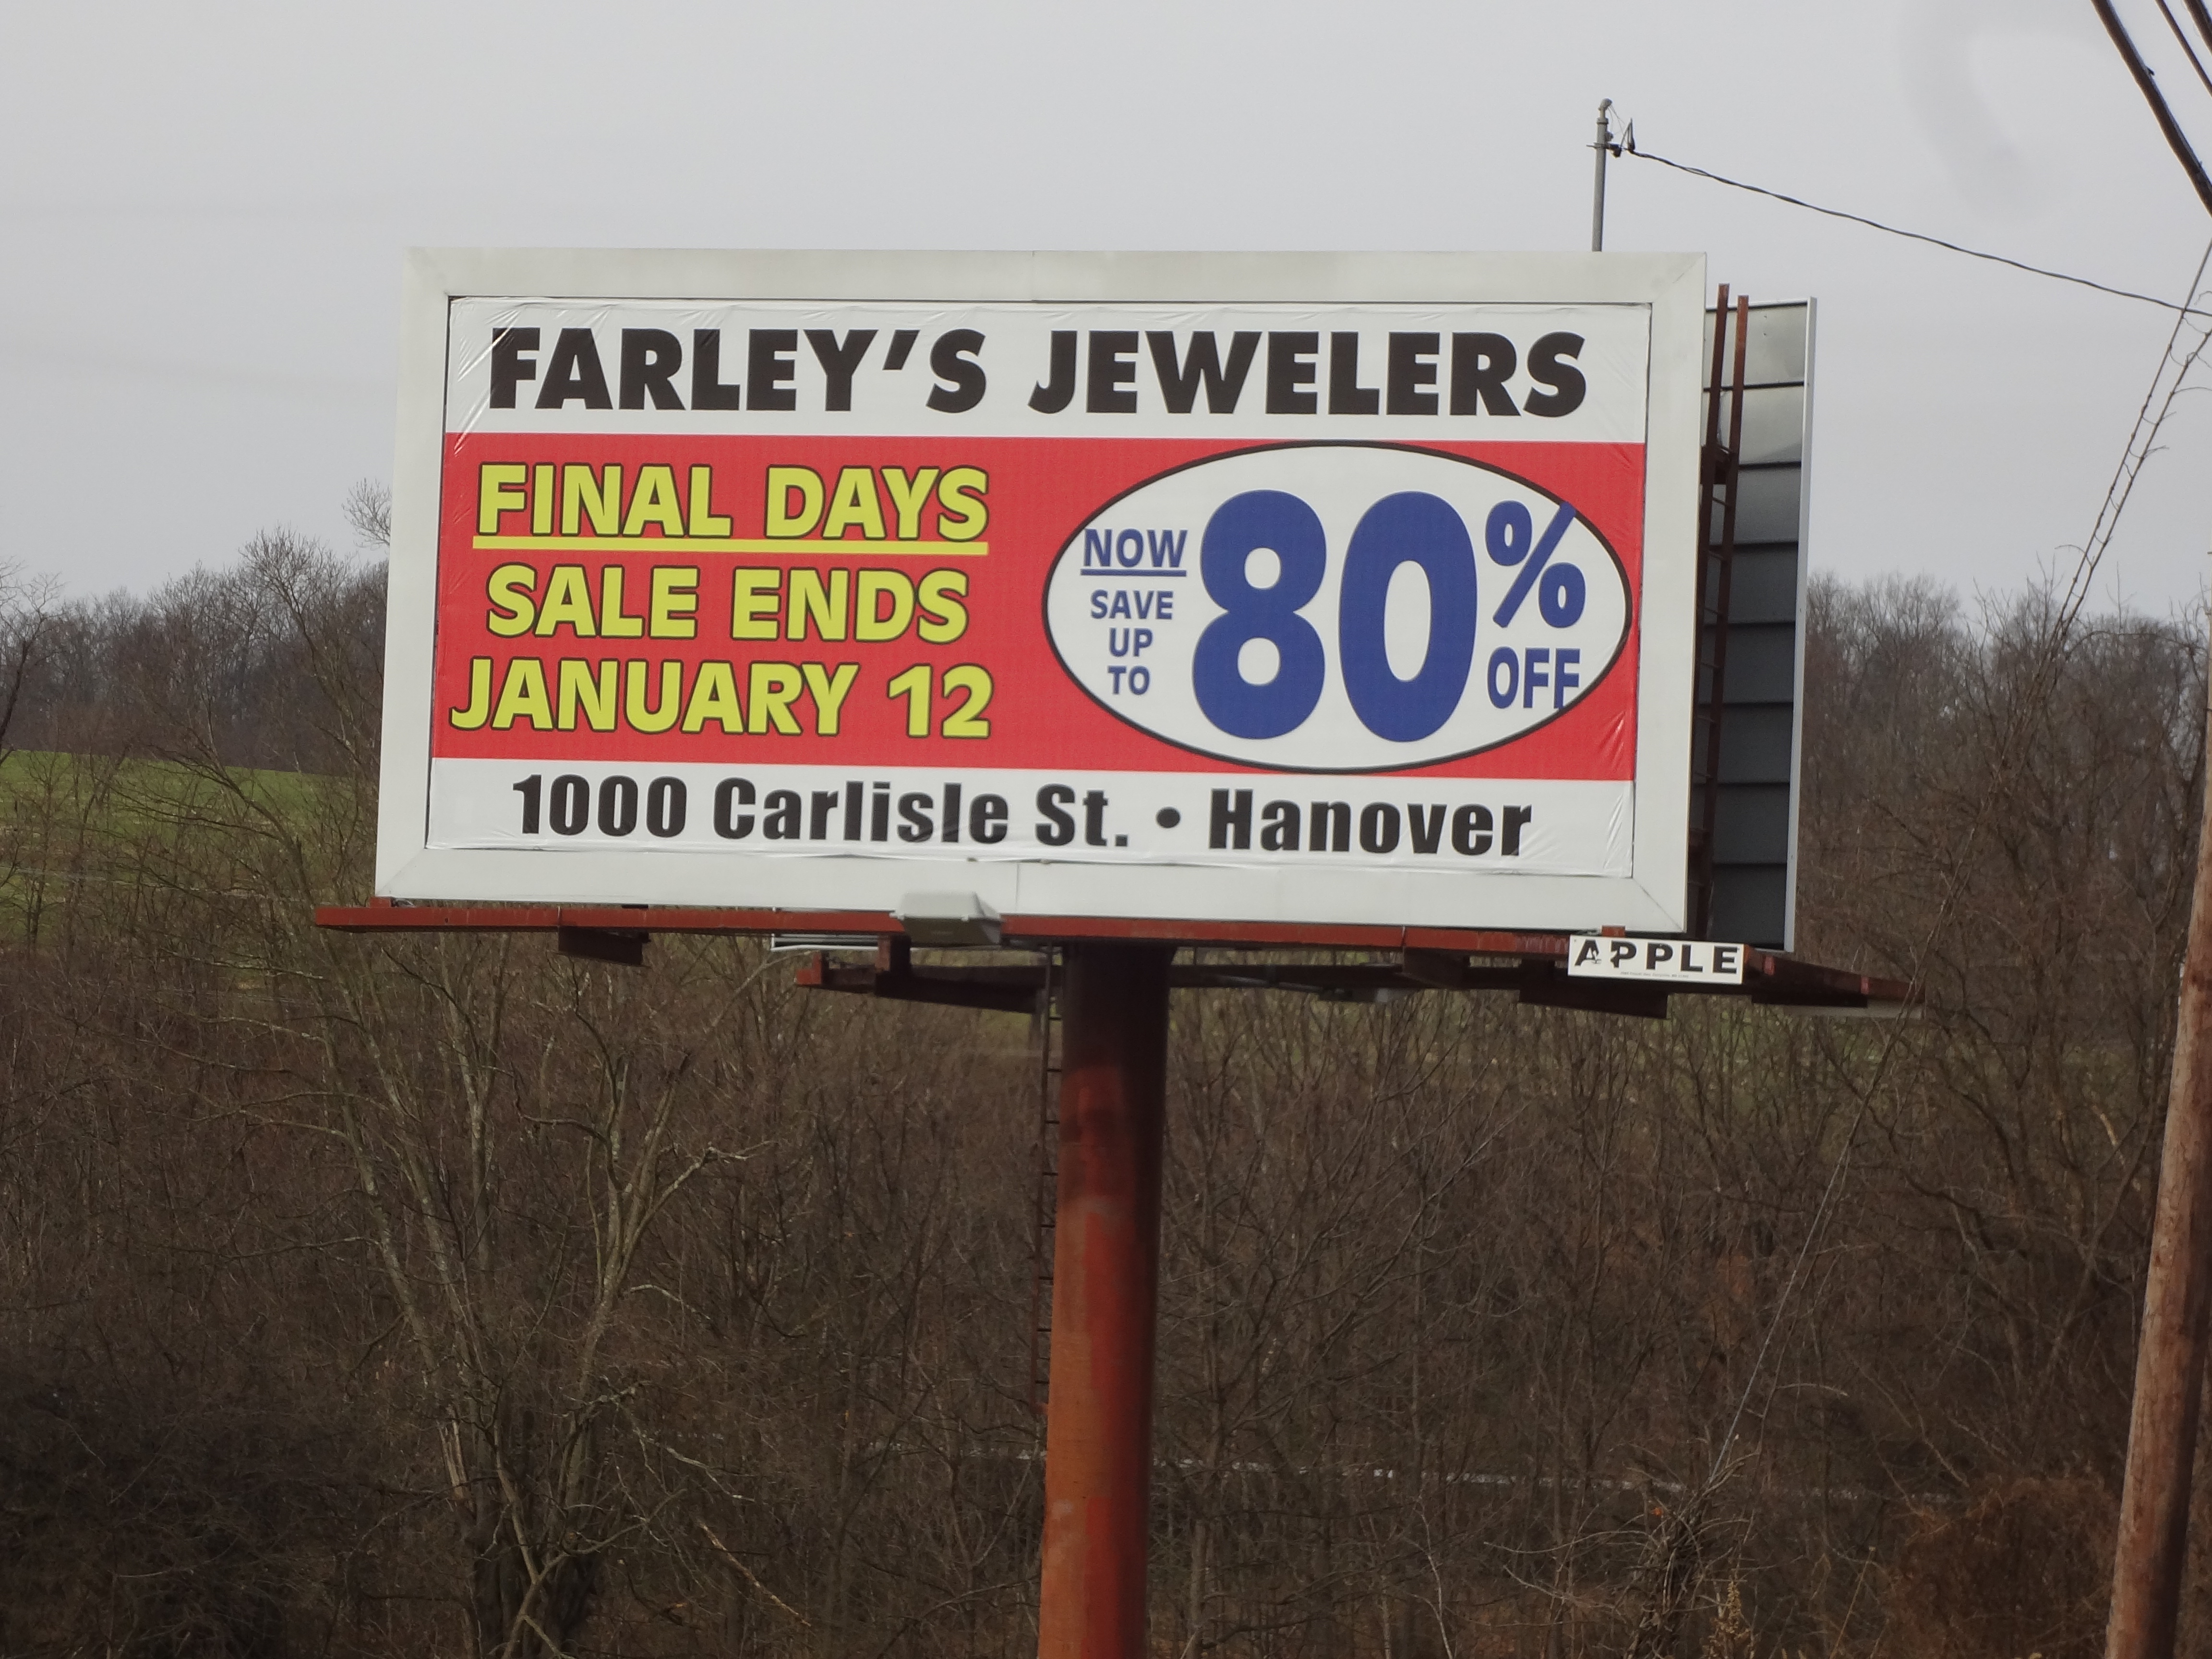 FARLEY'S JEWELERS
FINAL DAYS
SALE ENDS
JANUARY 12
NOW
SAVE
UP
TO
80%
OFF
1000 Carlisle St. • Hanover
APPLE